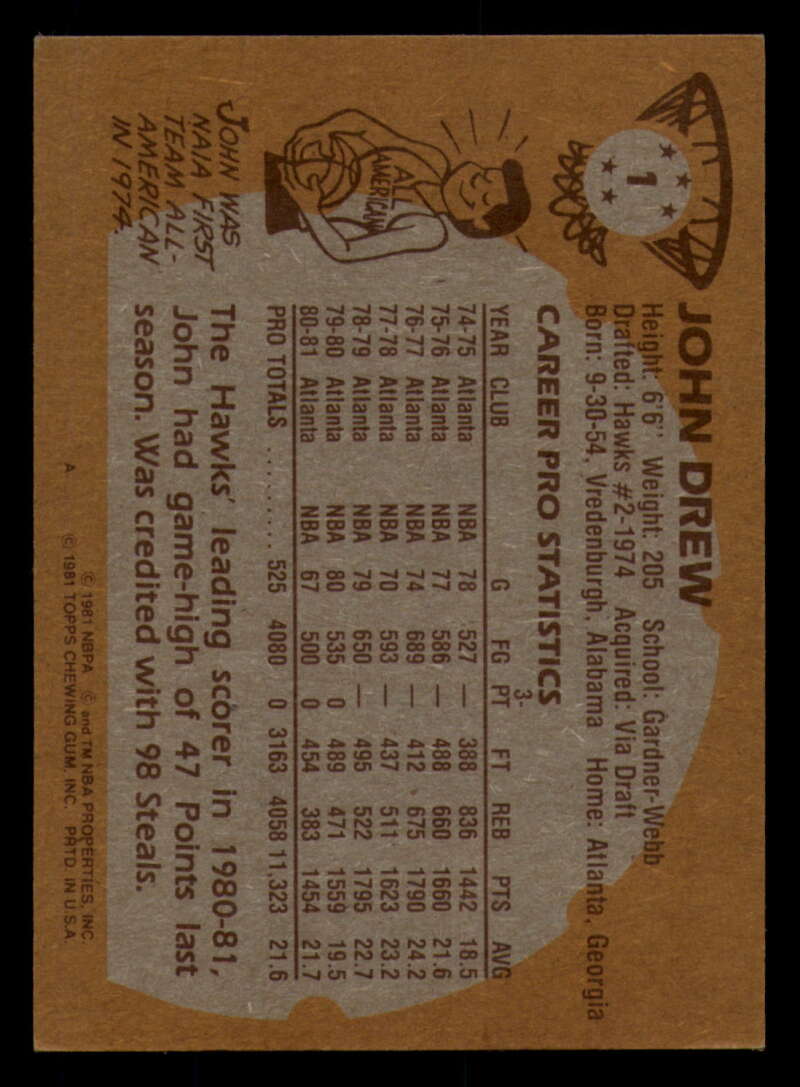 1
JOHN DREW
Height: 6'6" Weight: 205 School: Gardner-Webb
Drafted: Hawks #2-1974 Acquired: Via Draft
Born: 9-30-54, Vredenburgh, Alabama Home: Atlanta, Georgia
CAREER PRO STATISTICS
YEAR CLUB G FG 3-PT FT REB PTS AVG
74-75 Atlanta NBA 78 527 — 388 836 1442 18.5
75-76 Atlanta NBA 77 586 — 488 660 1660 21.6
76-77 Atlanta NBA 74 689 — 412 675 1790 24.2
77-78 Atlanta NBA 70 593 — 437 511 1623 23.2
78-79 Atlanta NBA 79 650 — 495 522 1795 22.7
79-80 Atlanta NBA 80 535 0 489 471 1559 19.5
80-81 Atlanta NBA 67 500 0 454 383 1454 21.7
PRO TOTALS .......... 525 4080 0 3163 4058 11,323 21.6
ALL
AMERICAN
JOHN WAS
NAIA FIRST
TEAM ALL-
AMERICAN
IN 1974.
The Hawks' leading scorer in 1980-81,
John had game-high of 47 Points last
season. Was credited with 98 Steals.
© 1981 NBPA © and TM NBA PROPERTIES, INC.
A © 1981 TOPPS CHEWING GUM, INC. PRTD. IN U.S.A.